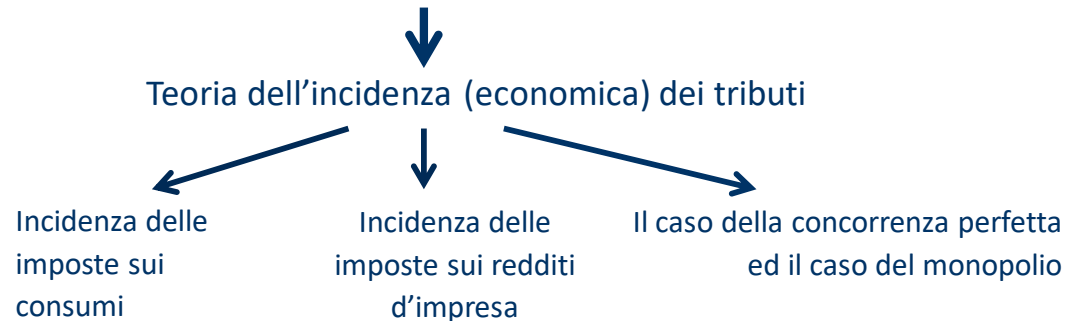 Teoria dell’incidenza (economica) dei tributi
Incidenza delle
imposte sui
consumi
Incidenza delle
imposte sui redditi
d’impresa
Il caso della concorrenza perfetta
ed il caso del monopolio